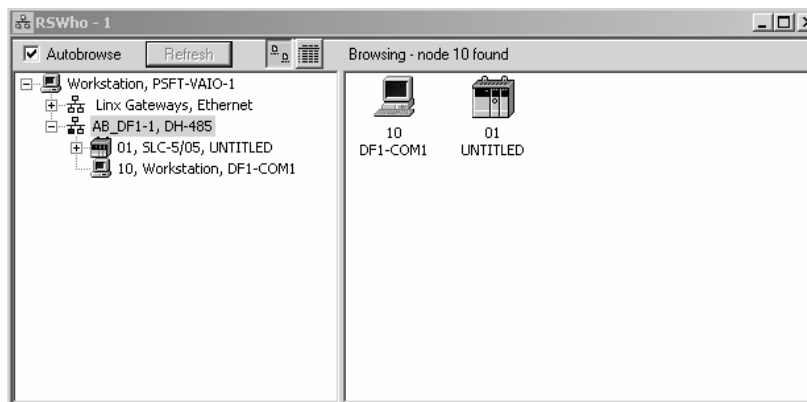 RSWho - 1
Autobrowse Refresh Browsing - node 10 found
Workstation, PSFT-VAIO-1
Linx Gateways, Ethernet
AB_DF1-1, DH-485
01, SLC-5/05, UNTITLED
10, Workstation, DF1-COM1
10
DF1-COM1
01
UNTITLED